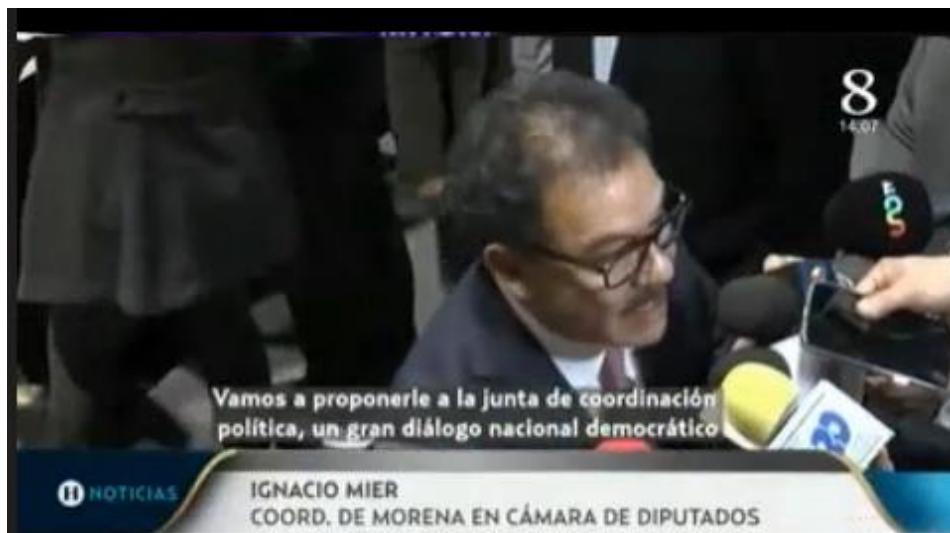 8
14:07
Vamos a proponerle a la junta de coordinación
política, un gran diálogo nacional democrático
H NOTICIAS
IGNACIO MIER
COORD. DE MORENA EN CÁMARA DE DIPUTADOS